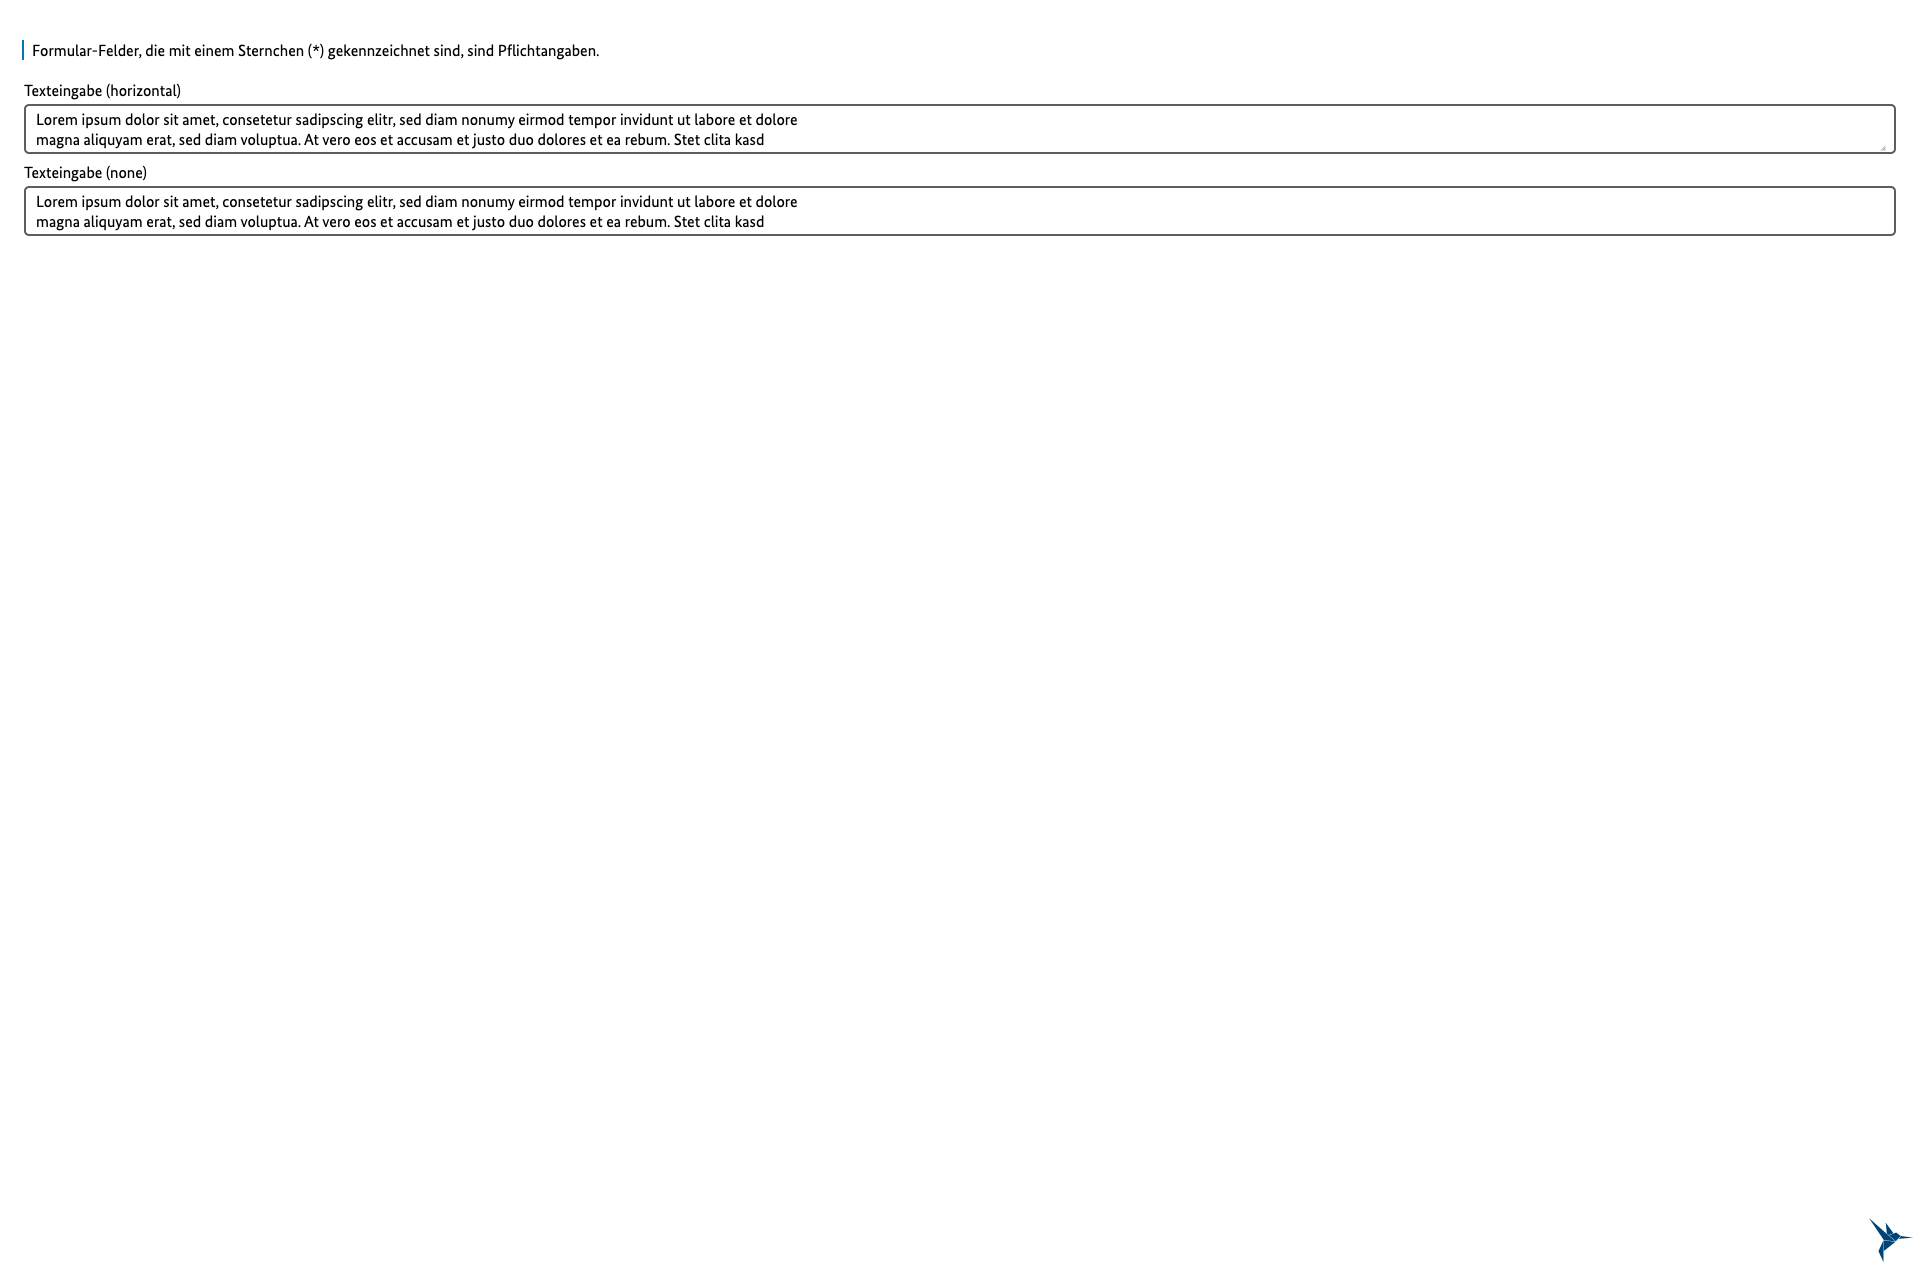 Formular-Felder, die mit einem Sternchen (*) gekennzeichnet sind, sind Pflichtangaben.
Texteingabe (horizontal)
Lorem ipsum dolor sit amet, consetetur sadipscing elitr, sed diam nonumy eirmod tempor invidunt ut labore et dolore
magna aliquyam erat, sed diam voluptua. At vero eos et accusam et justo duo dolores et ea rebum. Stet clita kasd
Texteingabe (none)
Lorem ipsum dolor sit amet, consetetur sadipscing elitr, sed diam nonumy eirmod tempor invidunt ut labore et dolore
magna aliquyam erat, sed diam voluptua. At vero eos et accusam et justo duo dolores et ea rebum. Stet clita kasd